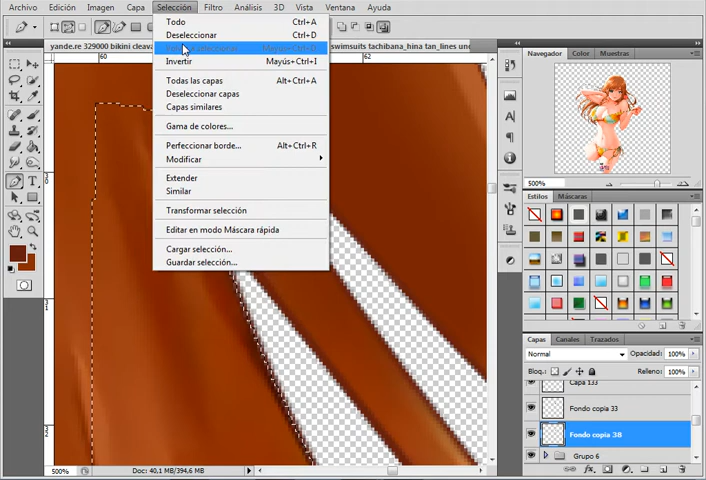 Archivo Edición Imagen Capa Selección Filtro Análisis 3D Vista Ventana Ayuda
Todo Ctrl+A
Deseleccionar Ctrl+D
Invertir Mayús+Ctrl+I
Todas las capas Alt+Ctrl+A
Deseleccionar capas
Capas similares
Gama de colores...
Perfeccionar borde... Alt+Ctrl+R
Modificar
Extender
Similar
Transformar selección
Editar en modo Máscara rápida
Cargar selección...
Guardar selección...
yande.re 329000 bikini cleava
swimsuits tachibana_hina tan_lines und
60 62
Navegador Color Muestras
500%
Estilos Máscaras
Capas Canales Trazados
Normal Opacidad: 100%
Bloq.: Relleno: 100%
Capa 133
Fondo copia 33
Fondo copia 38
Grupo 6
500% Doc: 40,1 MB/394,6 MB